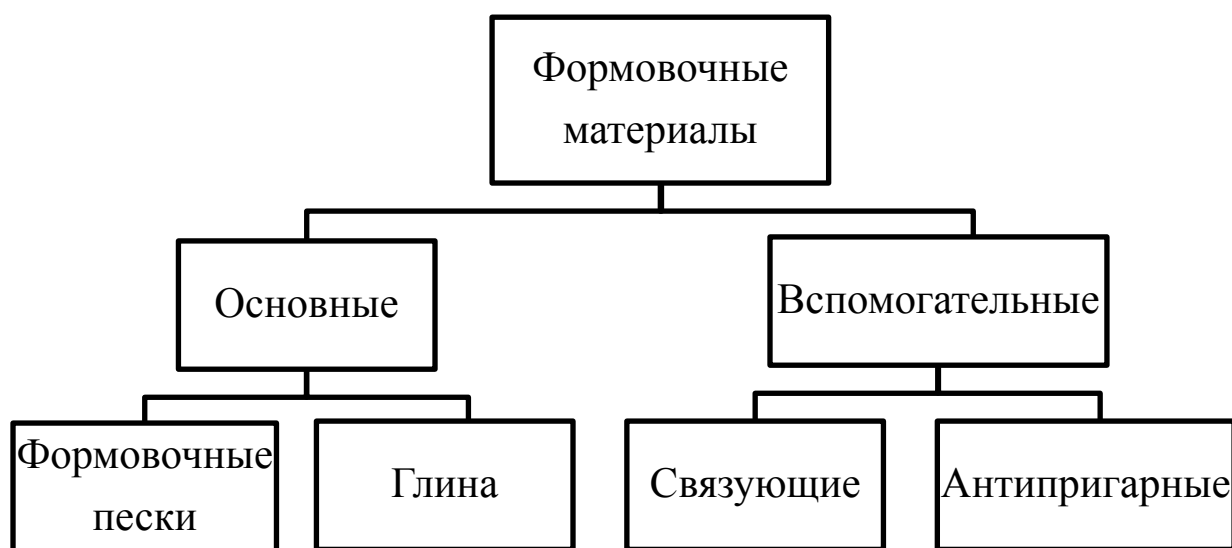 Формовочные
материалы
Основные
Вспомогательные
Формовочные
пески
Глина
Связующие
Антипригарные